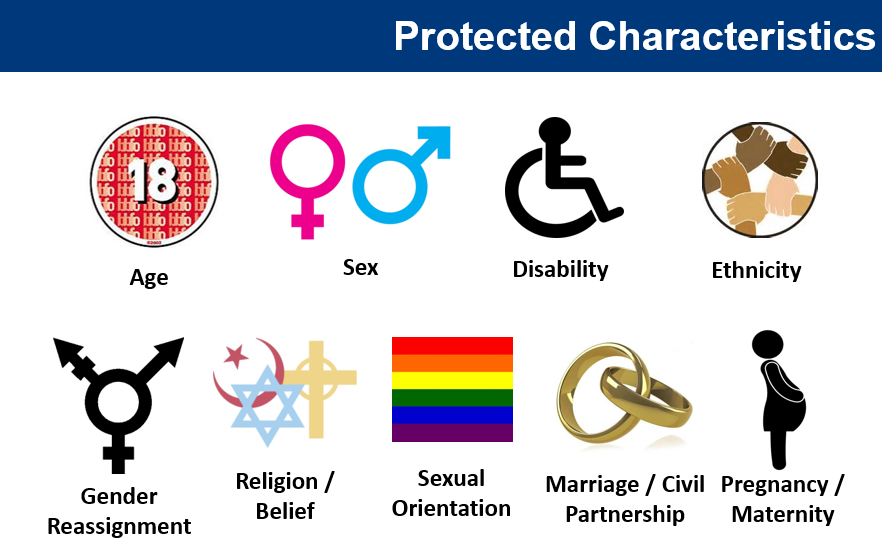 Protected Characteristics
18
Age
Sex
Disability
Ethnicity
Gender
Reassignment
Religion /
Belief
Sexual
Orientation
Marriage / Civil
Partnership
Pregnancy /
Maternity